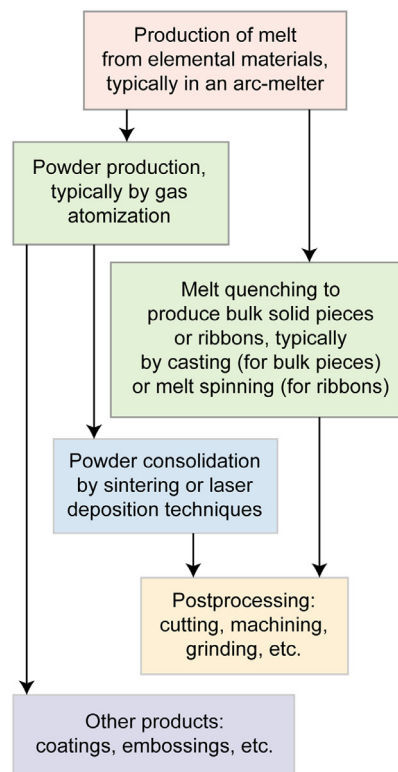 Production of melt
from elemental materials,
typically in an arc-melter
Powder production,
typically by gas
atomization
Melt quenching to
produce bulk solid pieces
or ribbons, typically
by casting (for bulk pieces)
or melt spinning (for ribbons)
Powder consolidation
by sintering or laser
deposition techniques
Postprocessing:
cutting, machining,
grinding, etc.
Other products:
coatings, embossings, etc.